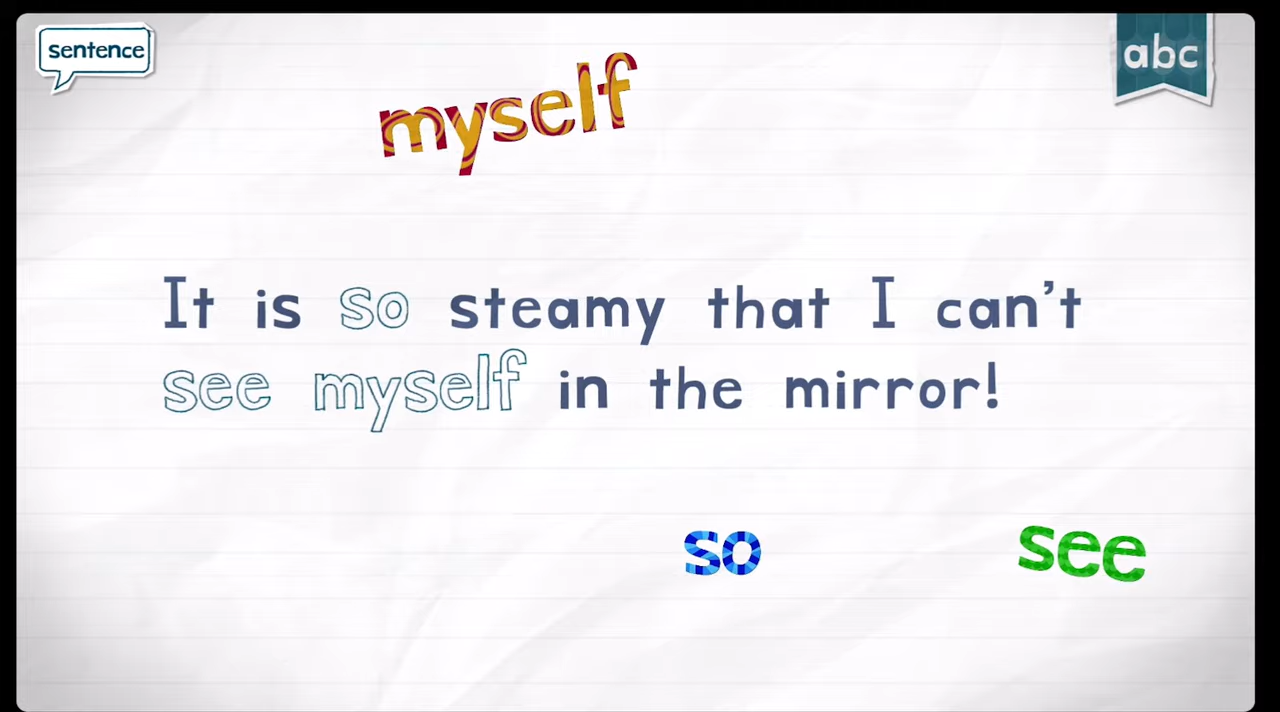 sentence
abc
myself
It is so steamy that I can't
see myself in the mirror!
so
see